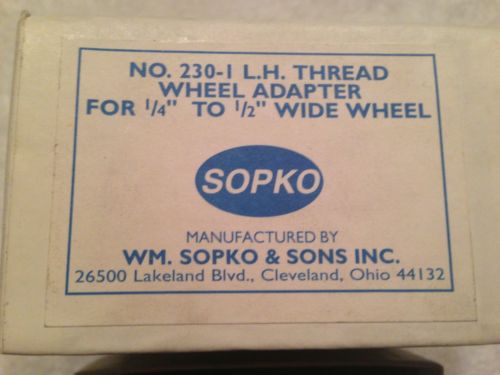 NO. 230-1 L.H. THREAD
WHEEL ADAPTER
FOR 1/4" TO 1/2" WIDE WHEEL
SOPKO
MANUFACTURED BY
WM. SOPKO & SONS INC.
26500 Lakeland Blvd., Cleveland, Ohio 44132